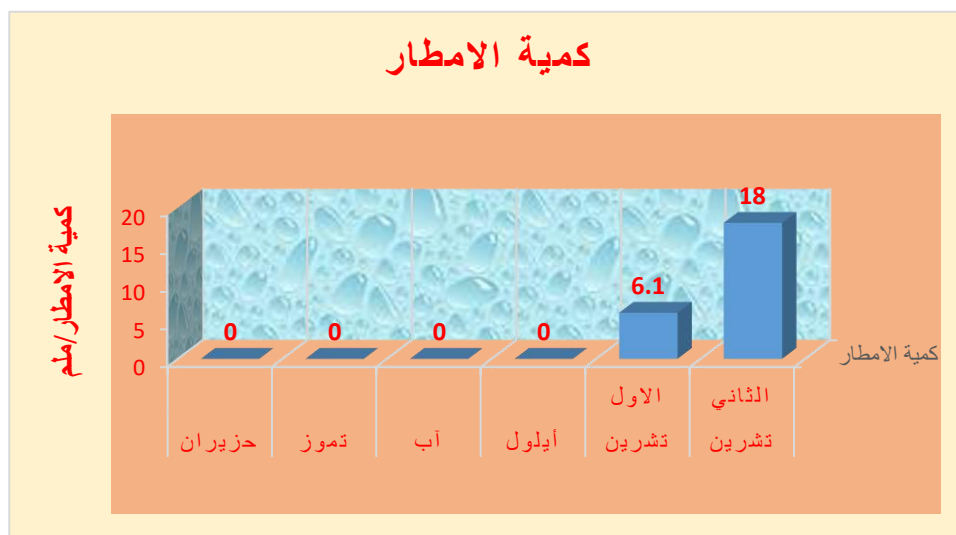 كمية الامطار
كمية الامطار/ملم
20
15
10
5
0
0
0
0
0
6.1
18
كمية الامطار
الاول
الثاني
حزيران
تموز
آب
أيلول
تشرين
تشرين